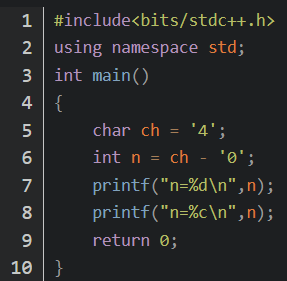 1 #include<bits/stdc++.h>
2 using namespace std;
3 int main()
4 {
5     char ch = '4';
6     int n = ch - '0';
7     printf("n=%d\n",n);
8     printf("n=%c\n",n);
9     return 0;
10 }